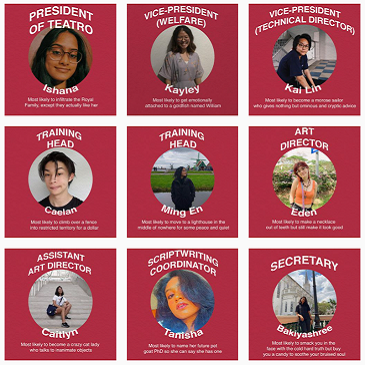 PRESIDENT
OF TEATRO
Ishana
Most likely to infiltrate the Royal
Family, except they actually like her
VICE-PRESIDENT
(WELFARE)
Kayley
Most likely to get emotionally
attached to a goldfish named William
VICE-PRESIDENT
(TECHNICAL DIRECTOR)
Kai Lin
Most likely to become a morose sailor
who gives nothing but ominous and cryptic advice
TRAINING
HEAD
Caelan
Most likely to climb over a fence
into restricted territory for a dollar
TRAINING
HEAD
Ming En
Most likely to move to a lighthouse in the
middle of nowhere for some peace and quiet
ART
DIRECTOR
Eden
Most likely to make a necklace
out of teeth but still make it look good
ASSISTANT
ART DIRECTOR
Caitlyn
Most likely to become a crazy cat lady
who talks to inanimate objects
SCRIPTWRITING
COORDINATOR
Tanisha
Most likely to name her future pet
goat PhD so she can say she has one
SECRETARY
Bakiyashree
Most likely to smack you in the
face with the cold hard truth but buy
you a candy to soothe your bruised soul